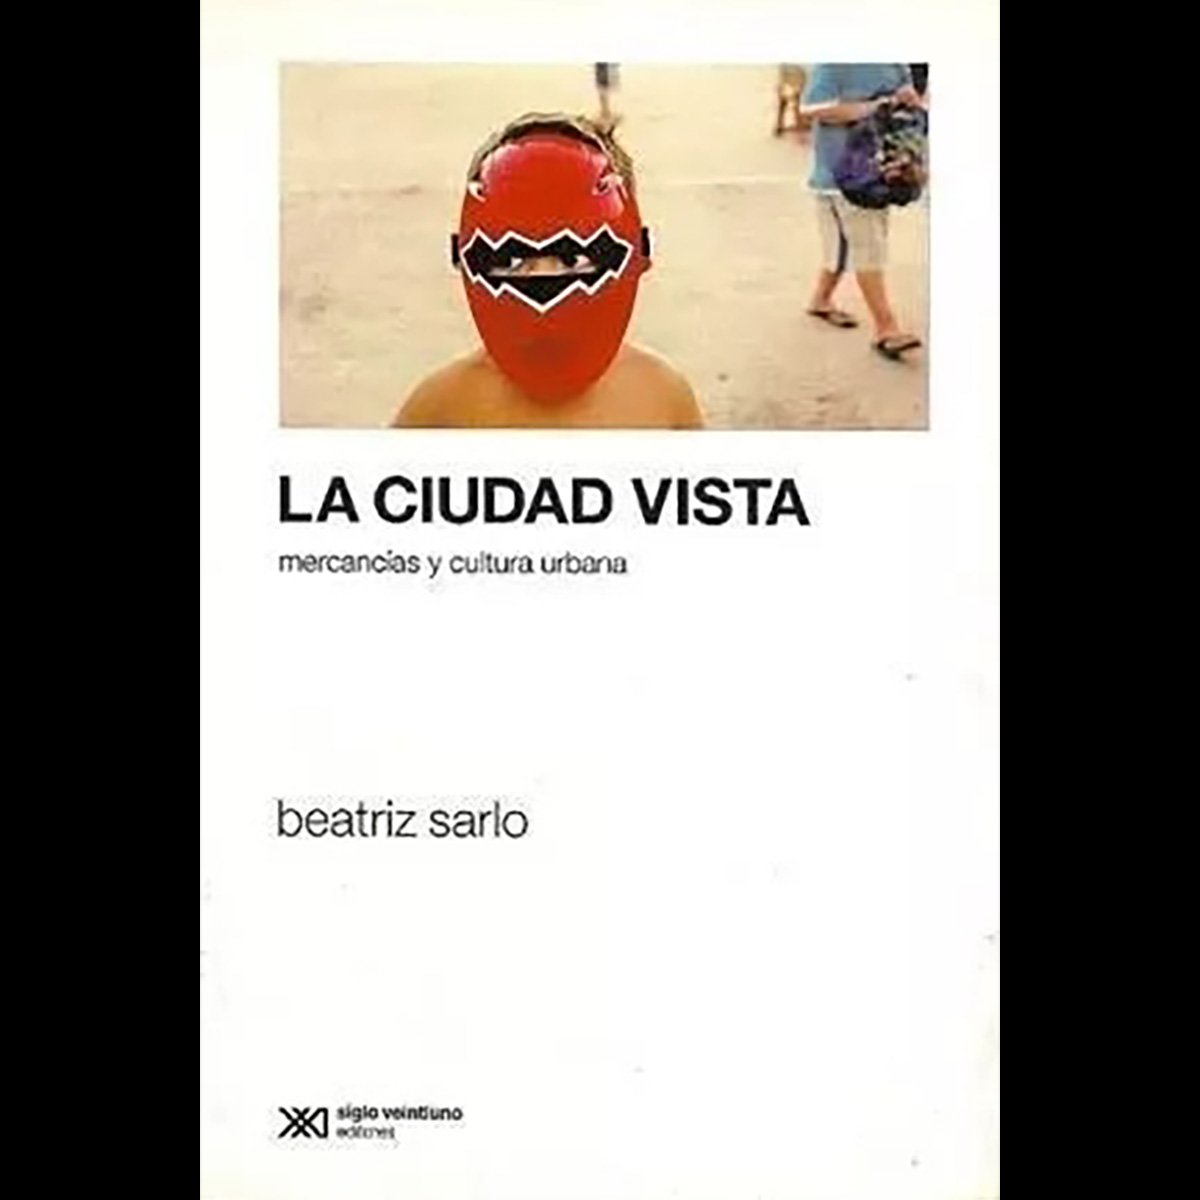 LA CIUDAD VISTA
mercancías y cultura urbana
beatriz sarlo
siglo veintiuno
editores